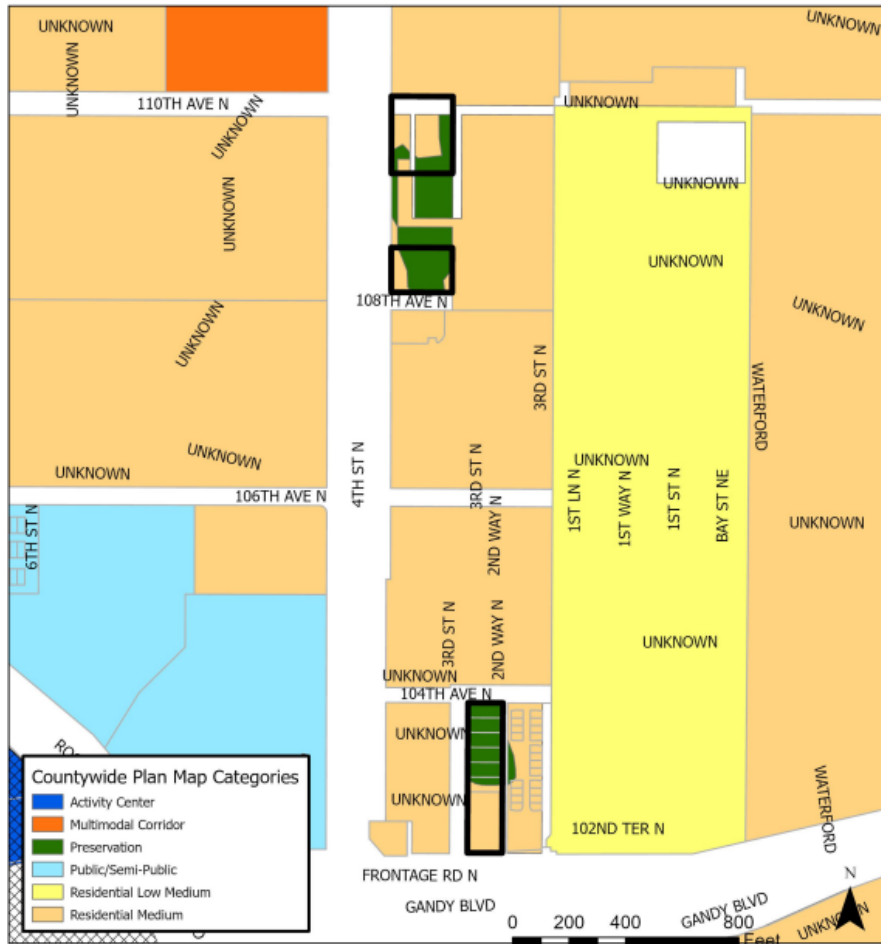 UNKNOWN
UNKNOWN
UNKNOWN
110TH AVE N
UNKNOWN
UNKNOWN
UNKNOWN
UNKNOWN
UNKNOWN
108TH AVE N
UNKNOWN
UNKNOWN
UNKNOWN
3RD ST N
WATERFORD
UNKNOWN
UNKNOWN
UNKNOWN
4TH ST N
3RD ST N
1ST LN N
1ST WAY N
1ST ST N
BAY ST NE
106TH AVE N
6TH ST N
2ND WAY N
UNKNOWN
3RD ST N
2ND WAY N
UNKNOWN
UNKNOWN
104TH AVE N
UNKNOWN
UNKNOWN
WATERFORD
102ND TER N
FRONTAGE RD N
GANDY BLVD
GANDY BLVD
UNKNOWN
Countywide Plan Map Categories
Activity Center
Multimodal Corridor
Preservation
Public/Semi-Public
Residential Low Medium
Residential Medium
N
0 200 400 800
Feet